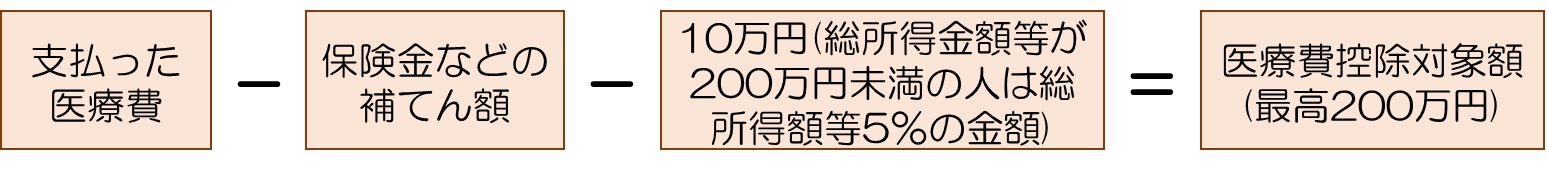 支払った
医療費
－
保険金などの
補てん額
－
10万円(総所得金額等が
200万円未満の人は総
所得額等5％の金額)
＝
医療費控除対象額
(最高200万円)